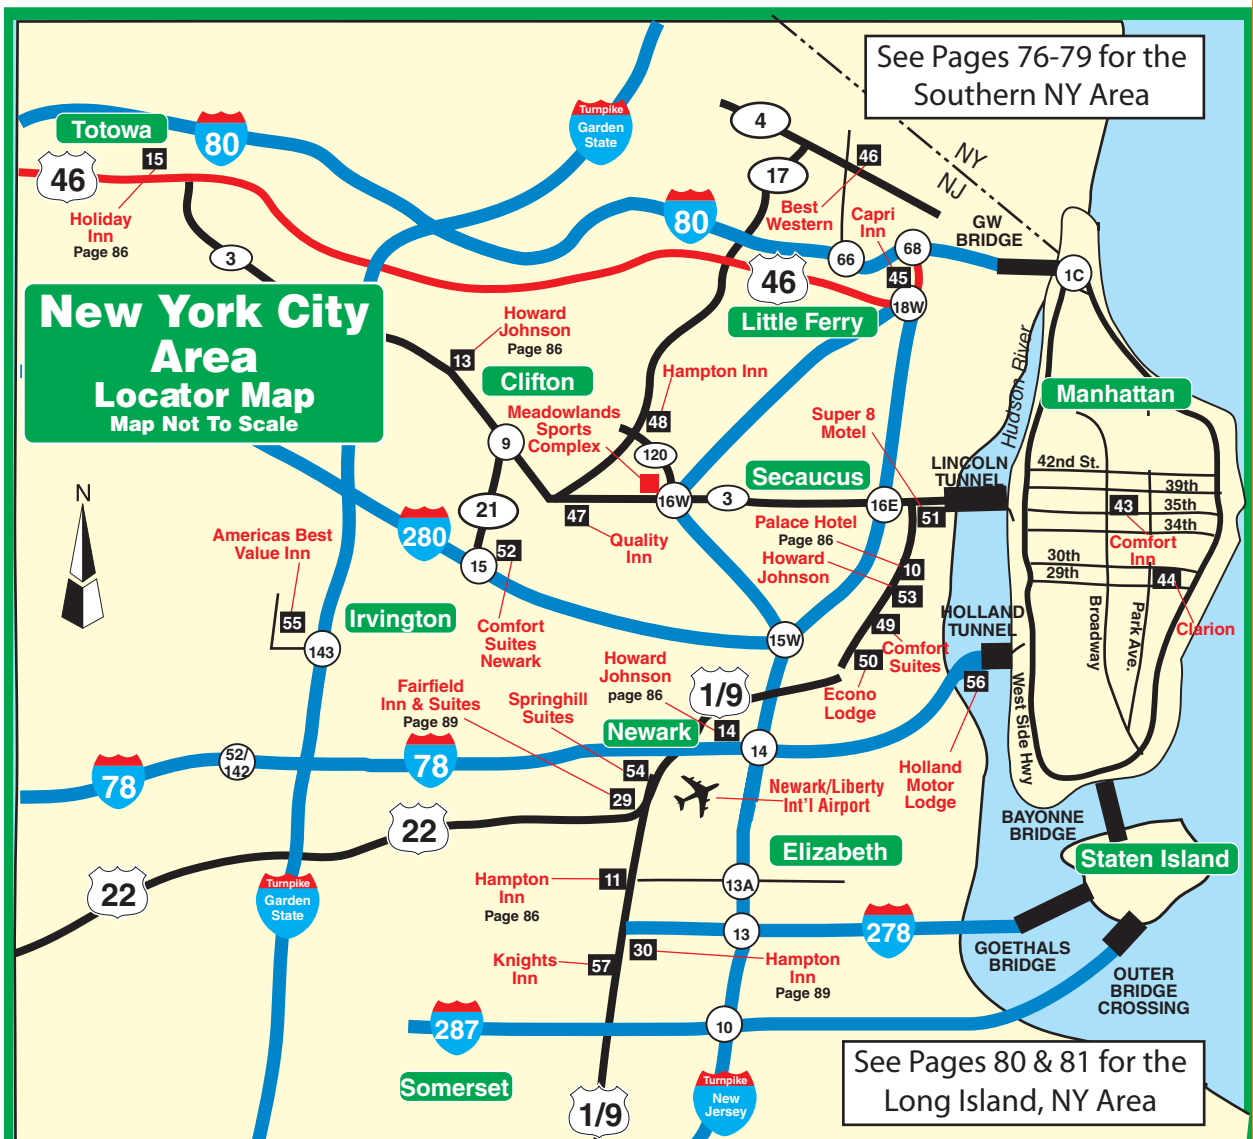 See Pages 76-79 for the
Southern NY Area
Turnpike
Garden
State
4
Totowa
80
15
46
46
NY
NJ
17
Holiday
Inn
Page 86
80
Best
Western
Capri
Inn
GW
BRIDGE
3
66
68
1C
46
45
18W
New York City
Area
Locator Map
Map Not To Scale
Howard
Johnson
Page 86
Little Ferry
Hudson River
13
Clifton
Hampton Inn
Manhattan
Meadowlands
Sports
Complex
48
Super 8
Motel
9
120
Secaucus
LINCOLN
TUNNEL
42nd St.
39th
35th
34th
43
Comfort
Inn
30th
29th
44
Clarion
Broadway
Park Ave.
West Side Hwy
N
16W
3
16E
51
21
47
Quality
Inn
Palace Hotel
Page 86
Howard
Johnson
10
53
280
Americas Best
Value Inn
52
15
55
Irvington
143
Comfort
Suites
Newark
15W
HOLLAND
TUNNEL
49
Comfort
Suites
50
Econo
Lodge
56
Howard
Johnson
page 86
1/9
Fairfield
Inn & Suites
Page 89
Springhill
Suites
14
Newark
52/
142
78
78
14
54
29
Newark/Liberty
Int'l Airport
Holland
Motor
Lodge
22
BAYONNE
BRIDGE
Elizabeth
Staten Island
22
Turnpike
Garden
State
Hampton
Inn
Page 86
11
13A
13
278
GOETHALS
BRIDGE
Knights
Inn
57
30
Hampton
Inn
Page 89
OUTER
BRIDGE
CROSSING
287
10
See Pages 80 & 81 for the
Long Island, NY Area
Somerset
1/9
Turnpike
New
Jersey